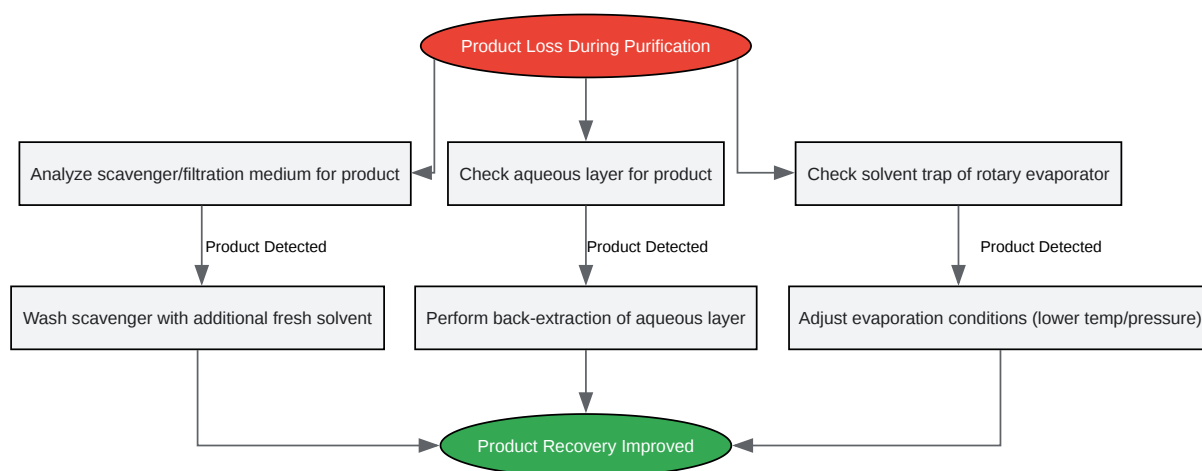 Product Loss During Purification
Analyze scavenger/filtration medium for product
Check aqueous layer for product
Check solvent trap of rotary evaporator
Product Detected
Product Detected
Product Detected
Wash scavenger with additional fresh solvent
Perform back-extraction of aqueous layer
Adjust evaporation conditions (lower temp/pressure)
Product Recovery Improved